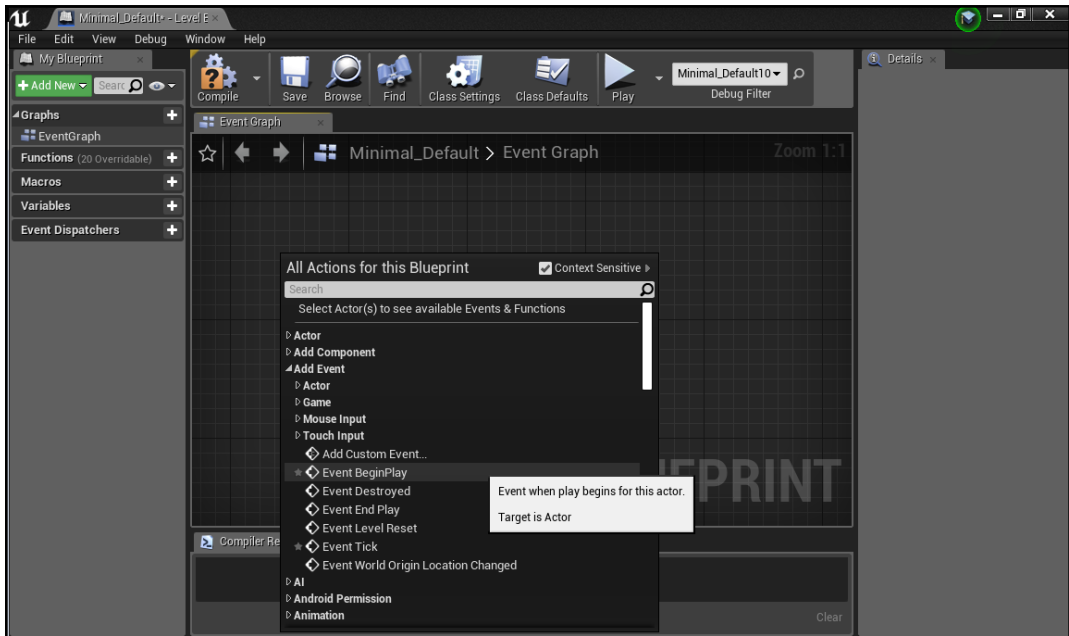 Minimal_Default• - Level E
File Edit View Debug Window Help
My Blueprint
Add New
Searc
Graphs
EventGraph
Functions (20 Overridable)
Macros
Variables
Event Dispatchers
Compile Save Browse Find Class Settings Class Defaults Play
Minimal_Default10
Debug Filter
Event Graph
Minimal_Default > Event Graph
Zoom 1:1
All Actions for this Blueprint
Context Sensitive
Search
Select Actor(s) to see available Events & Functions
Actor
Add Component
Add Event
Actor
Game
Mouse Input
Touch Input
Add Custom Event...
Event BeginPlay
Event Destroyed
Event End Play
Event Level Reset
Event Tick
Event World Origin Location Changed
AI
Android Permission
Animation
Event when play begins for this actor.
Target is Actor
EPRINT
Compiler Re
Clear
Details